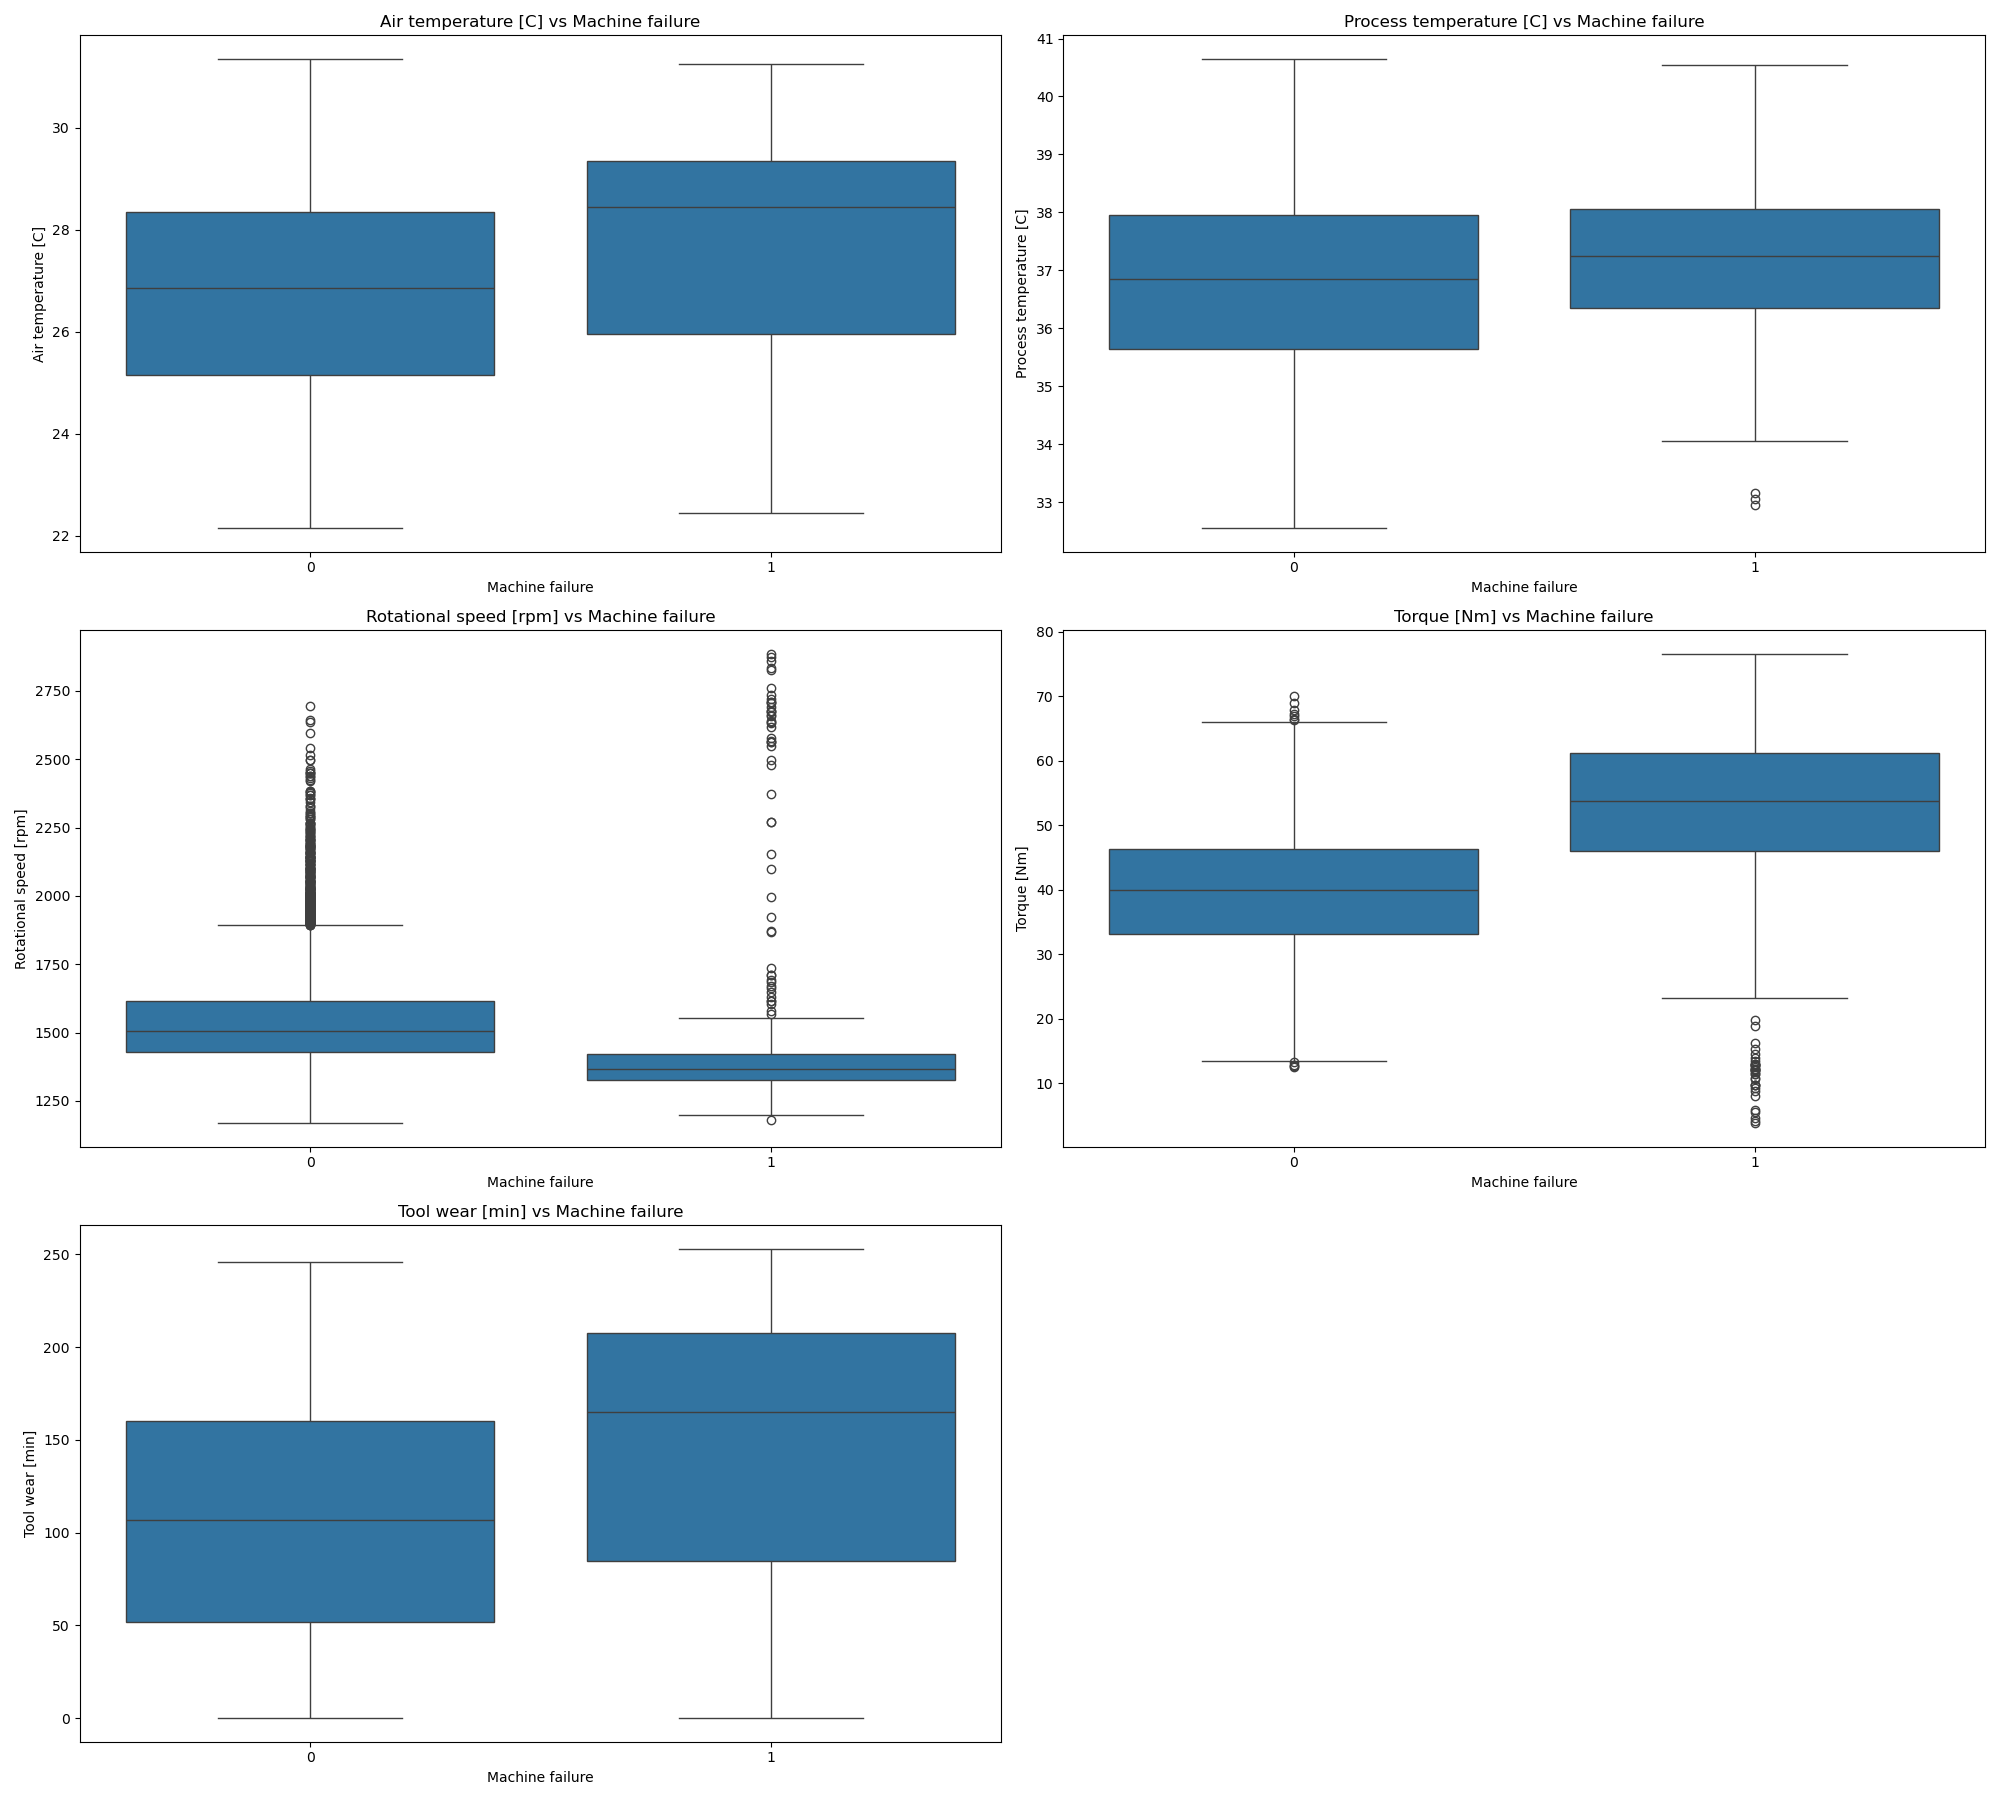 Air temperature [C] vs Machine failure
Air temperature [C]
30
28
26
24
22
0 1
Machine failure
Process temperature [C] vs Machine failure
Process temperature [C]
41
40
39
38
37
36
35
34
33
0 1
Machine failure
Rotational speed [rpm] vs Machine failure
Rotational speed [rpm]
2750
2500
2250
2000
1750
1500
1250
0 1
Machine failure
Torque [Nm] vs Machine failure
Torque [Nm]
80
70
60
50
40
30
20
10
0 1
Machine failure
Tool wear [min] vs Machine failure
Tool wear [min]
250
200
150
100
50
0
0 1
Machine failure